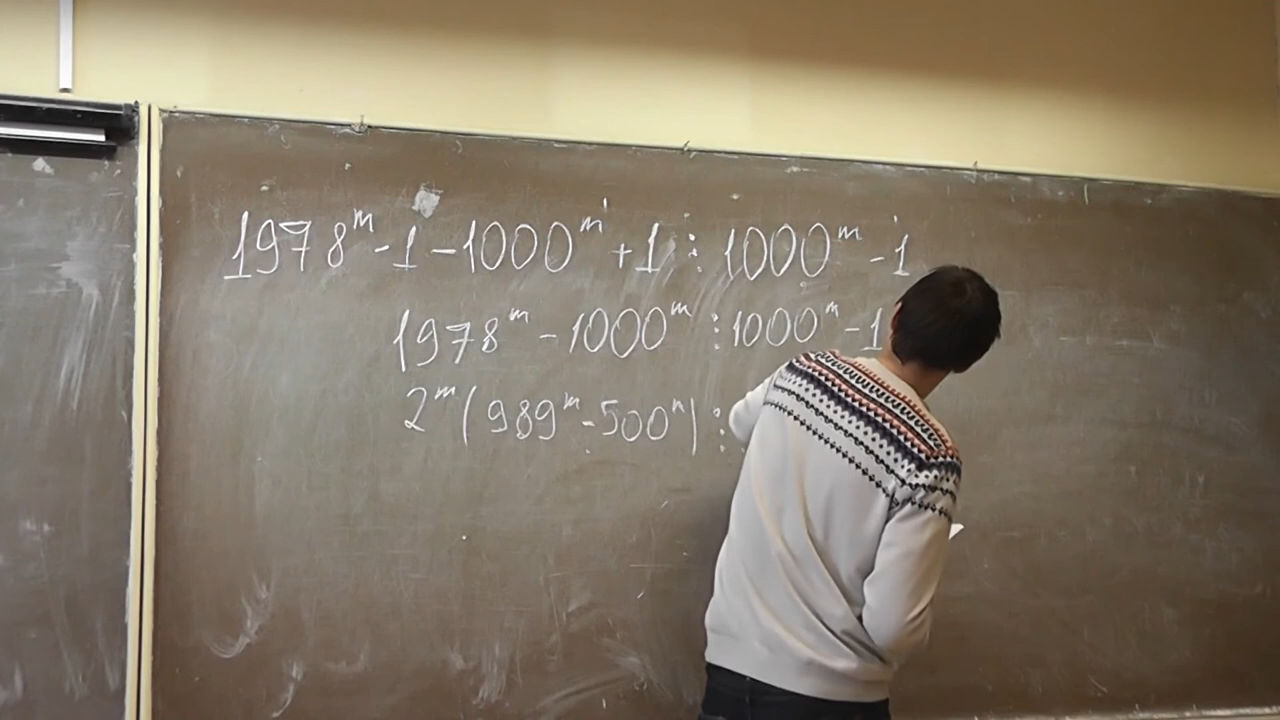 1978^m - 1 - 1000^m + 1 ⋮ 1000^m - 1
1978^m - 1000^m ⋮ 1000^m - 1
2^m (989^m - 500^m) ⋮